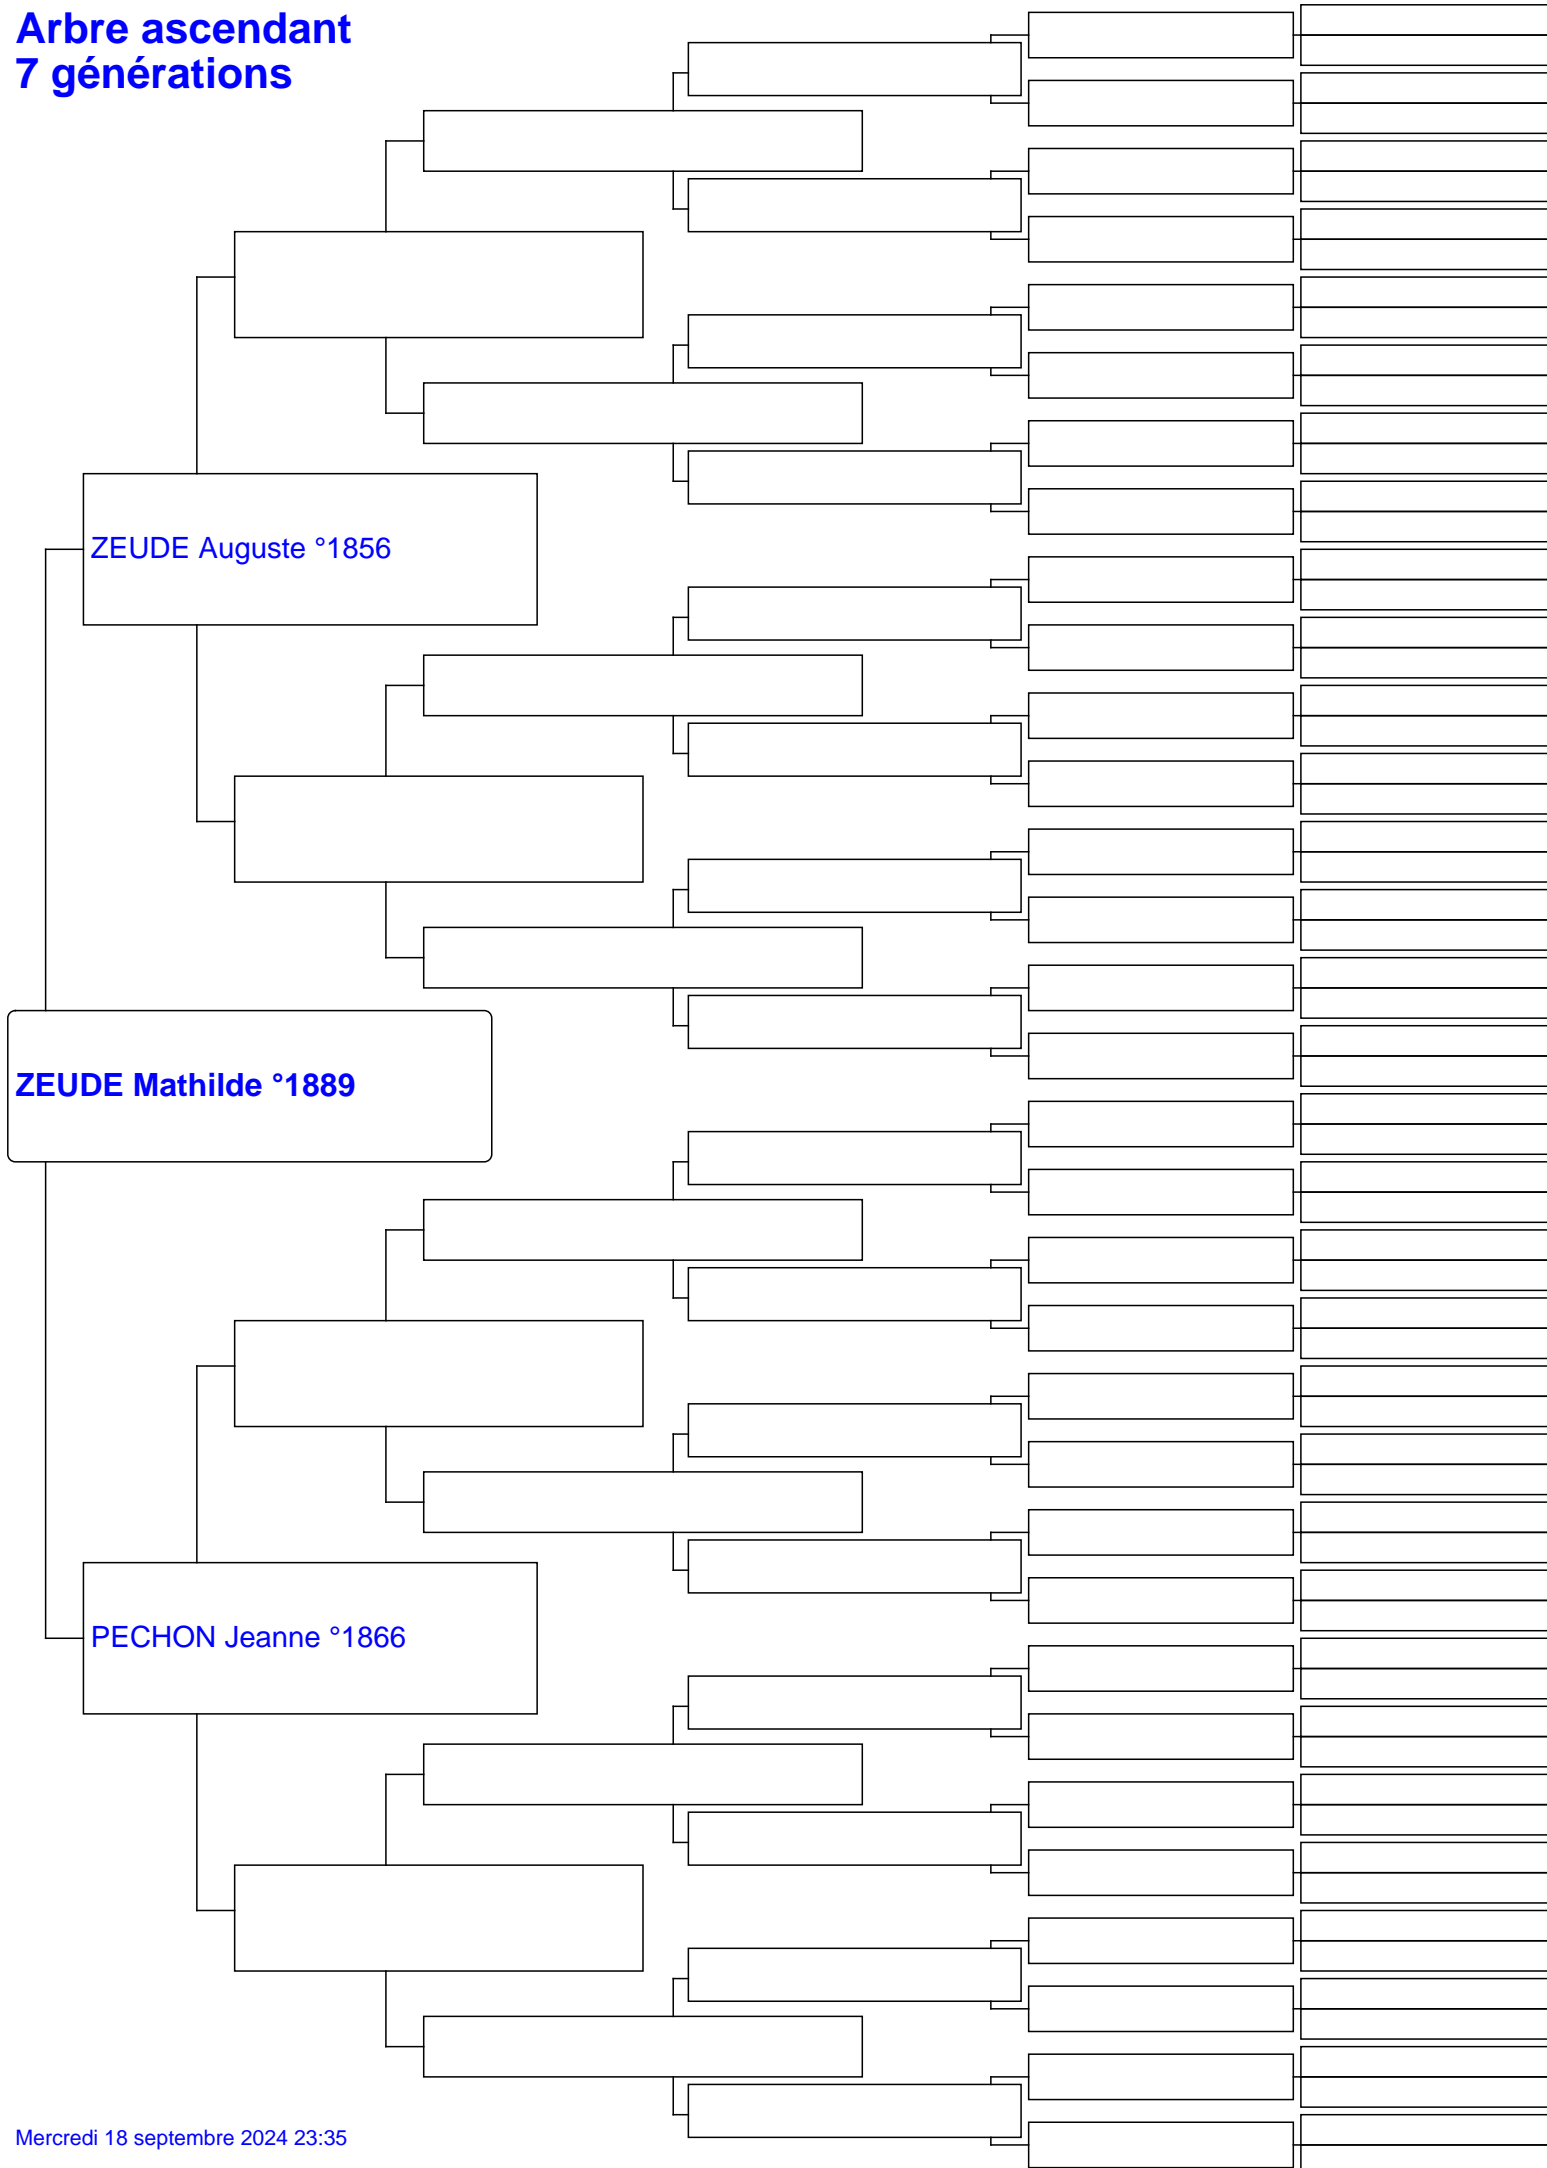 Arbre ascendant
7 générations
ZEUDE Auguste °1856
ZEUDE Mathilde °1889
PECHON Jeanne °1866
Mercredi 18 septembre 2024 23:35